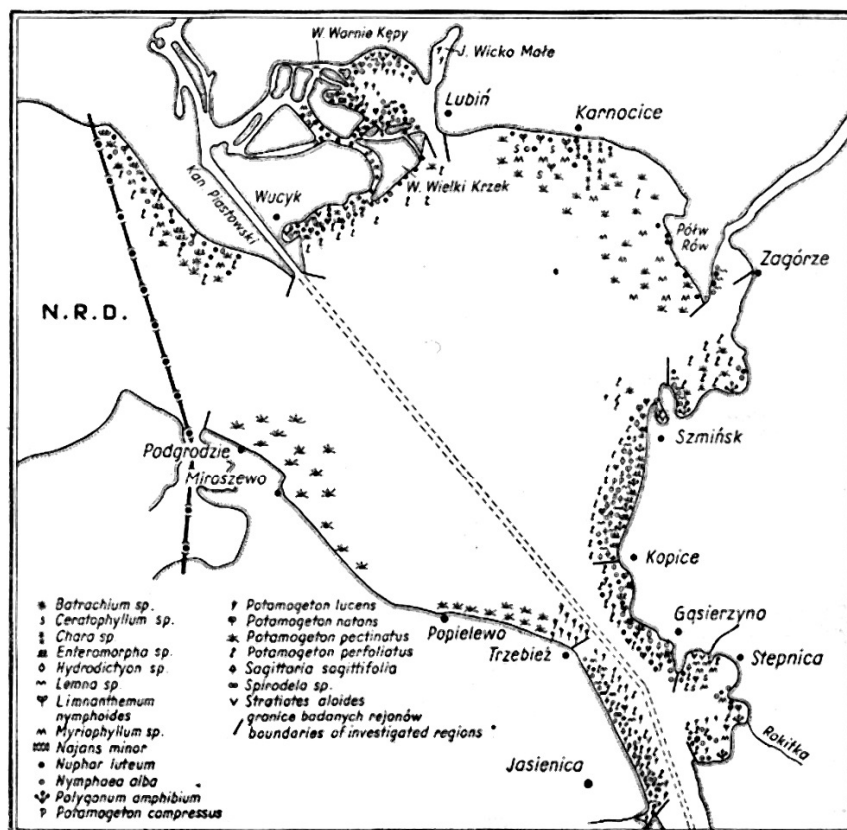 W. Warnie Kępy
J. Wicko Małe
Lubiń
Karnocice
Kan. Piastowski
Wucyk
W. Wielki Krzek
Półw.
Rów
Zagórze
N.R.D.
Szmińsk
Podgrodzie
Miroszewo
Kopice
Gąsierzyno
Popielewo
Trzebież
Stepnica
Rokitka
Jasienica
Batrachium sp.
Ceratophyllum sp.
Chara sp
Enteromorpha sp.
Hydrodictyon sp.
Lemna sp.
Limnanthemum
nymphoides
Myriophyllum sp.
Najans minor
Nuphar luteum
Nymphaea alba
Polygonum amphibium
Potamogeton compressus
Potamogeton lucens
Potamogeton natans
Potamogeton pectinatus
Potamogeton perfoliatus
Sagittaria sagittifolia
Spirodela sp.
Stratiotes aloides
granice badanych rejonów
boundaries of investigated regions